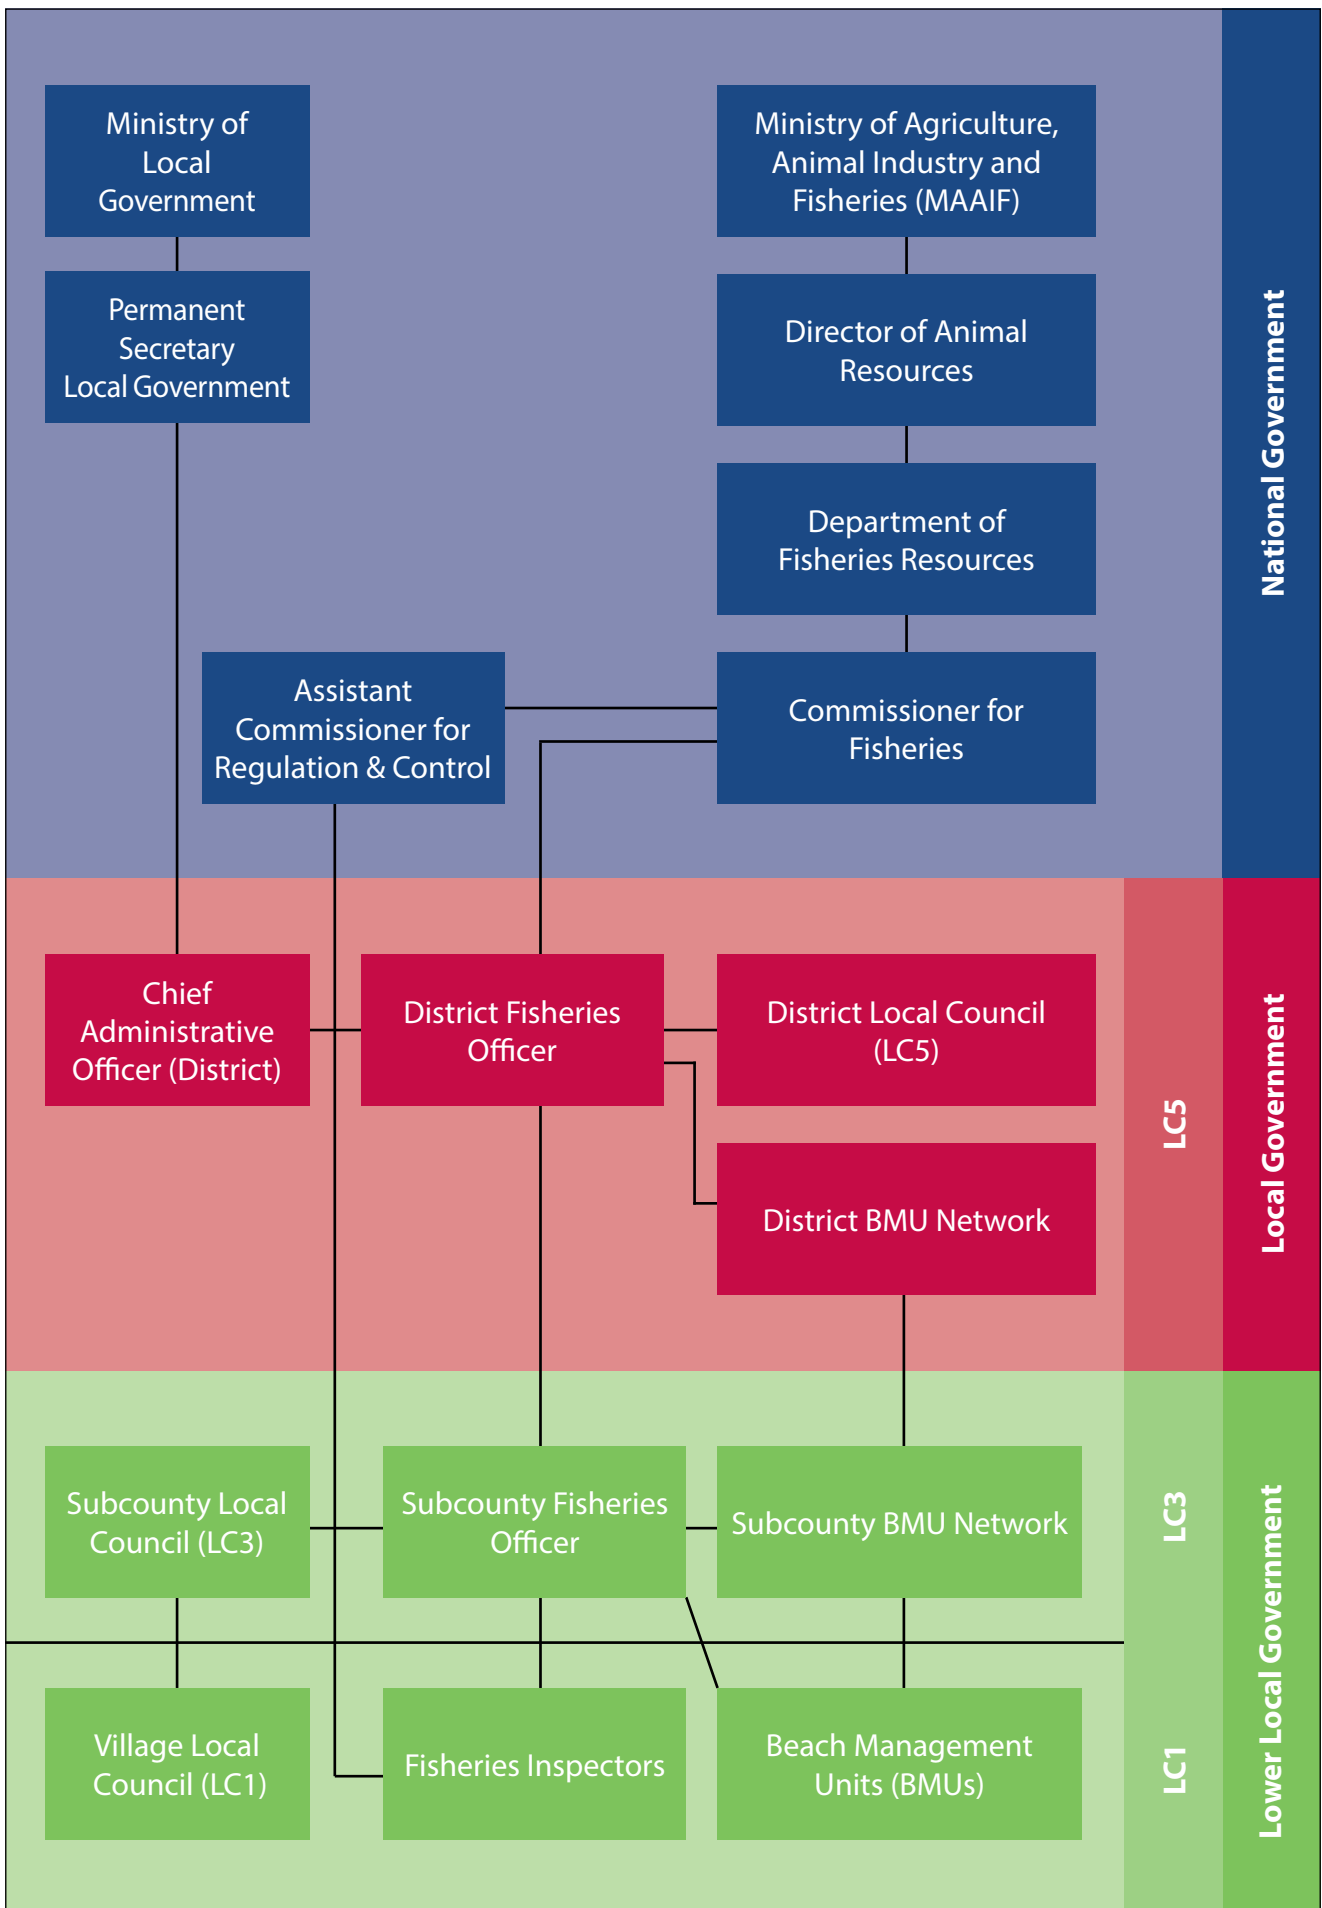 Ministry of
Local
Government
Ministry of Agriculture,
Animal Industry and
Fisheries (MAAIF)
Permanent
Secretary
Local Government
Director of Animal
Resources
Department of
Fisheries Resources
Assistant
Commissioner for
Regulation & Control
Commissioner for
Fisheries
National Government
Chief
Administrative
Officer (District)
District Fisheries
Officer
District Local Council
(LC5)
District BMU Network
LC5
Local Government
Subcounty Local
Council (LC3)
Subcounty Fisheries
Officer
Subcounty BMU Network
LC3
Village Local
Council (LC1)
Fisheries Inspectors
Beach Management
Units (BMUs)
LC1
Lower Local Government